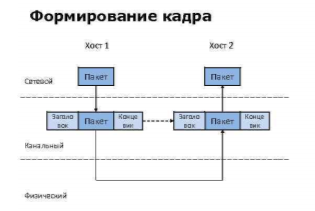 Формирование кадра
Хост 1 Хост 2
Сетевой Пакет Пакет
Заголо
вок Пакет Конце
вик Заголо
вок Пакет Конце
вик
Канальный
Физический